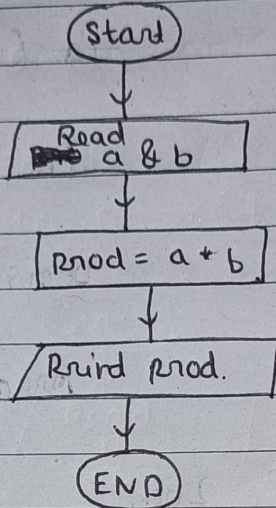 Start
Read
a & b
prod = a * b
Print prod.
END